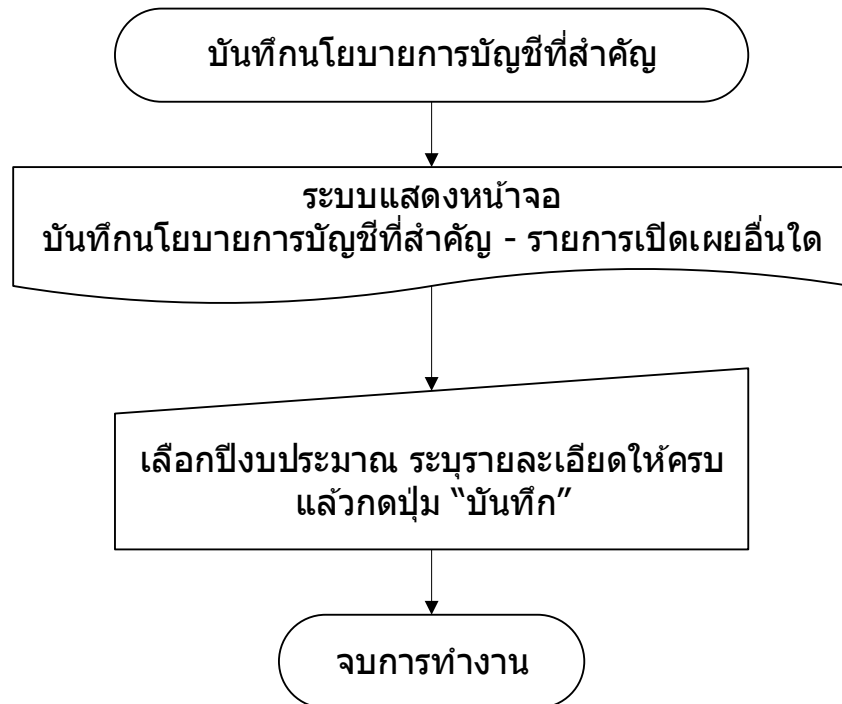 บันทึกนโยบายการบัญชีที่สำคัญ
ระบบแสดงหน้าจอ
บันทึกนโยบายการบัญชีที่สำคัญ - รายการเปิดเผยอื่นใด
เลือกปีงบประมาณ ระบุรายละเอียดให้ครบ
แล้วกดปุ่ม “บันทึก”
จบการทำงาน